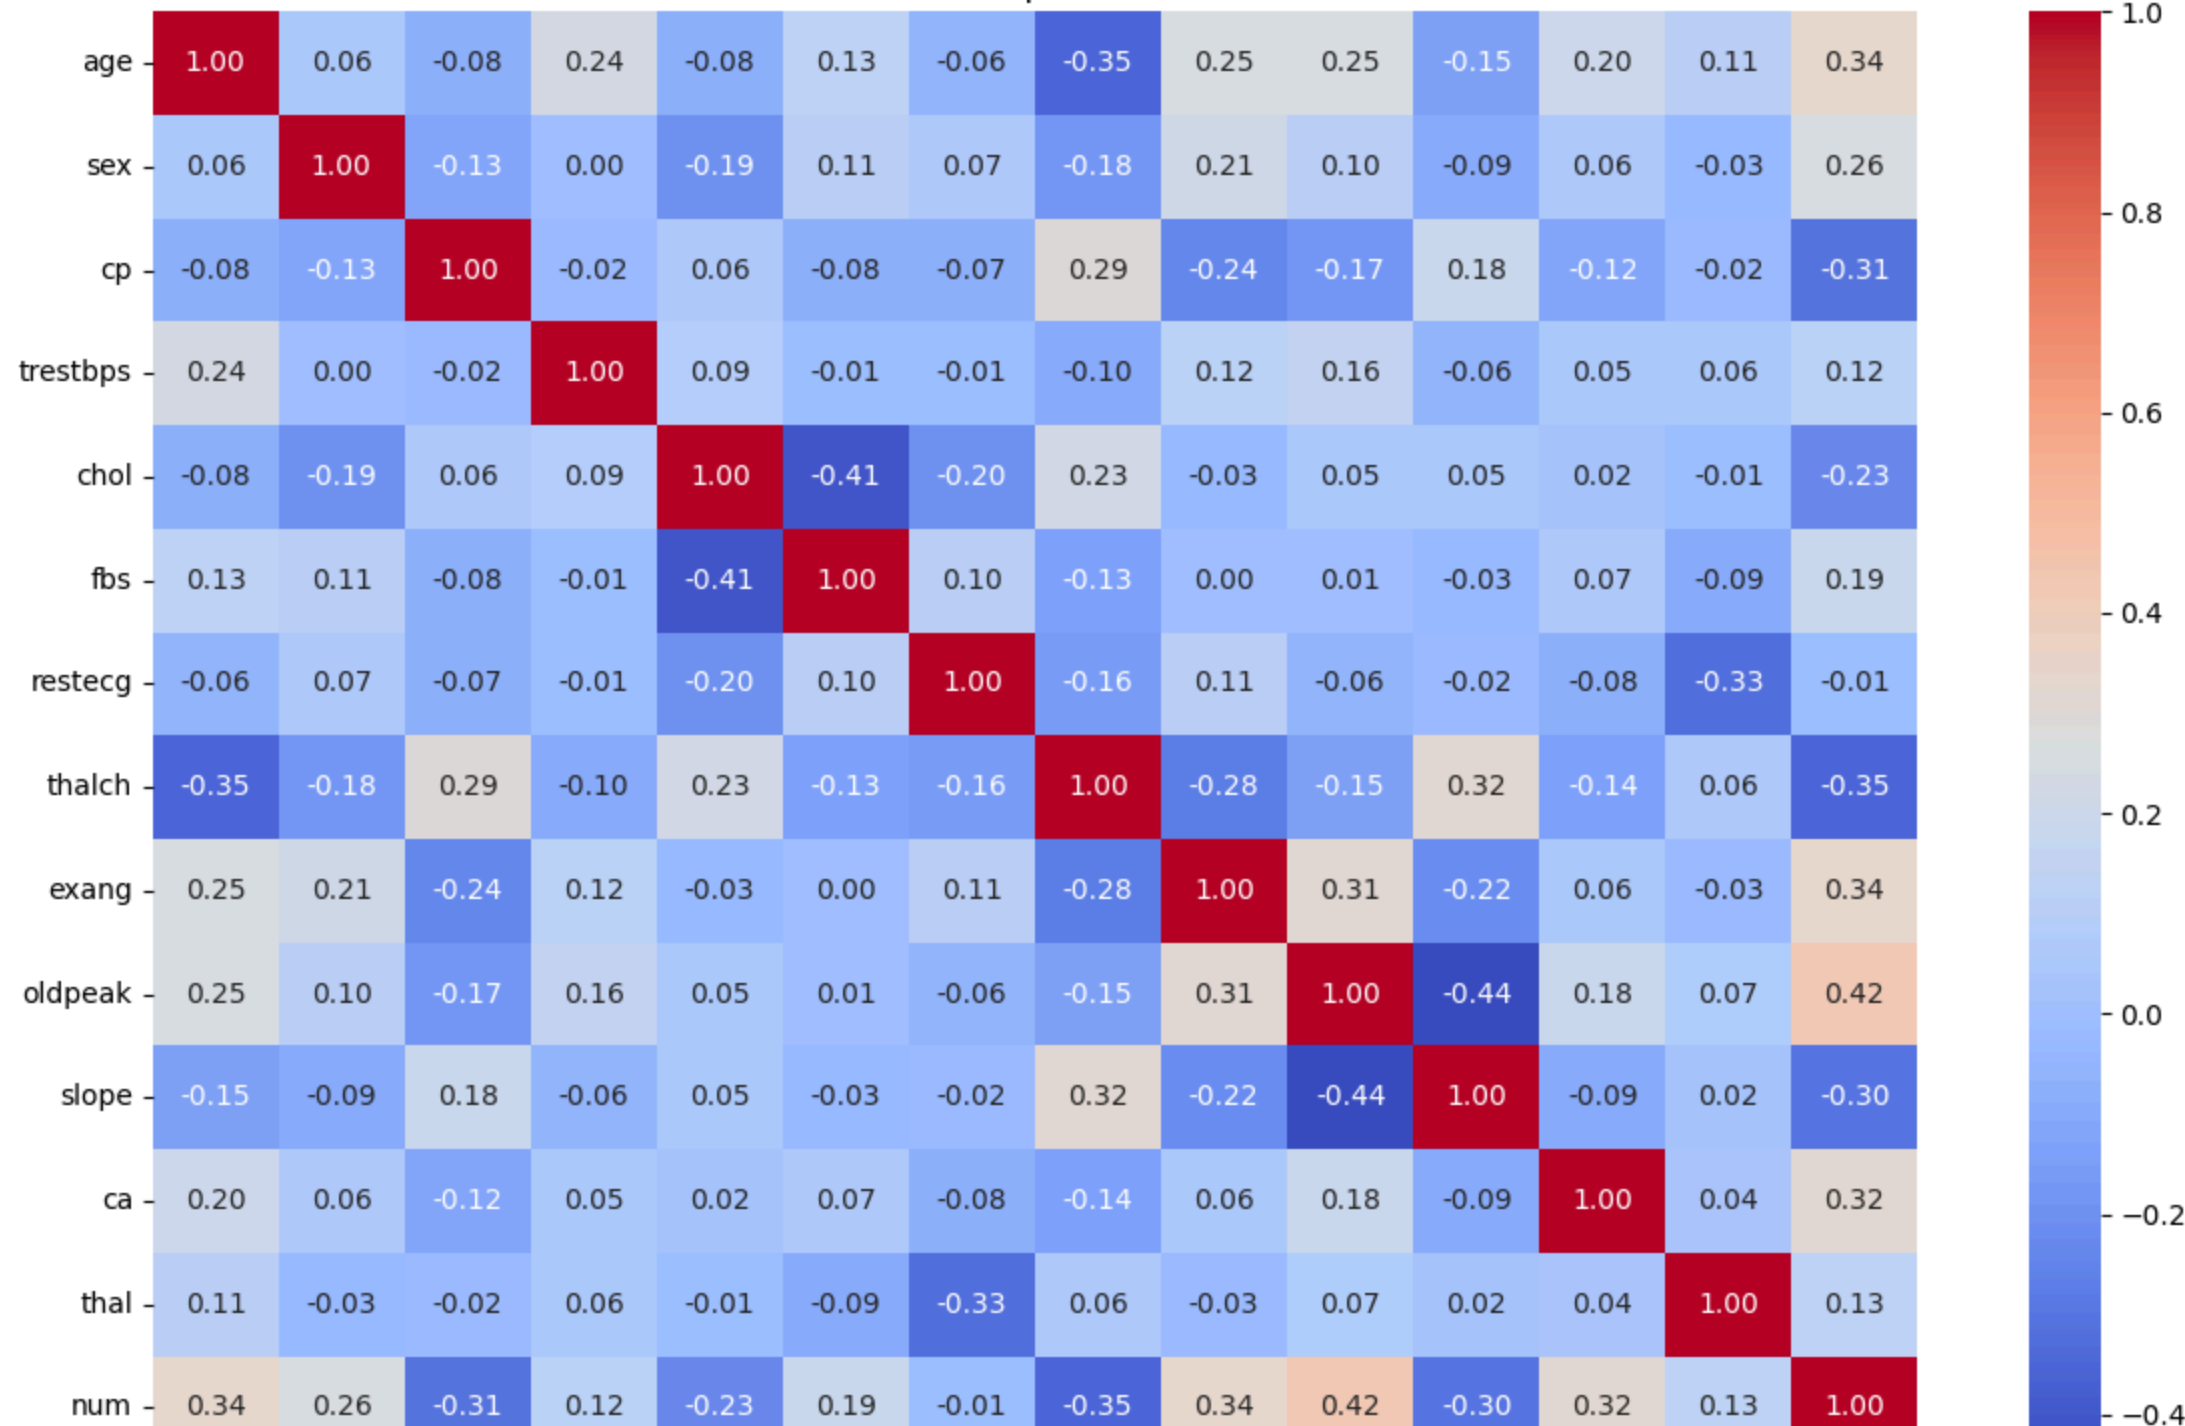 age 1.00 0.06 -0.08 0.24 -0.08 0.13 -0.06 -0.35 0.25 0.25 -0.15 0.20 0.11 0.34
sex 0.06 1.00 -0.13 0.00 -0.19 0.11 0.07 -0.18 0.21 0.10 -0.09 0.06 -0.03 0.26
cp -0.08 -0.13 1.00 -0.02 0.06 -0.08 -0.07 0.29 -0.24 -0.17 0.18 -0.12 -0.02 -0.31
trestbps 0.24 0.00 -0.02 1.00 0.09 -0.01 -0.01 -0.10 0.12 0.16 -0.06 0.05 0.06 0.12
chol -0.08 -0.19 0.06 0.09 1.00 -0.41 -0.20 0.23 -0.03 0.05 0.05 0.02 -0.01 -0.23
fbs 0.13 0.11 -0.08 -0.01 -0.41 1.00 0.10 -0.13 0.00 0.01 -0.03 0.07 -0.09 0.19
restecg -0.06 0.07 -0.07 -0.01 -0.20 0.10 1.00 -0.16 0.11 -0.06 -0.02 -0.08 -0.33 -0.01
thalch -0.35 -0.18 0.29 -0.10 0.23 -0.13 -0.16 1.00 -0.28 -0.15 0.32 -0.14 0.06 -0.35
exang 0.25 0.21 -0.24 0.12 -0.03 0.00 0.11 -0.28 1.00 0.31 -0.22 0.06 -0.03 0.34
oldpeak 0.25 0.10 -0.17 0.16 0.05 0.01 -0.06 -0.15 0.31 1.00 -0.44 0.18 0.07 0.42
slope -0.15 -0.09 0.18 -0.06 0.05 -0.03 -0.02 0.32 -0.22 -0.44 1.00 -0.09 0.02 -0.30
ca 0.20 0.06 -0.12 0.05 0.02 0.07 -0.08 -0.14 0.06 0.18 -0.09 1.00 0.04 0.32
thal 0.11 -0.03 -0.02 0.06 -0.01 -0.09 -0.33 0.06 -0.03 0.07 0.02 0.04 1.00 0.13
num 0.34 0.26 -0.31 0.12 -0.23 0.19 -0.01 -0.35 0.34 0.42 -0.30 0.32 0.13 1.00
1.0
0.8
0.6
0.4
0.2
0.0
−0.2
−0.4